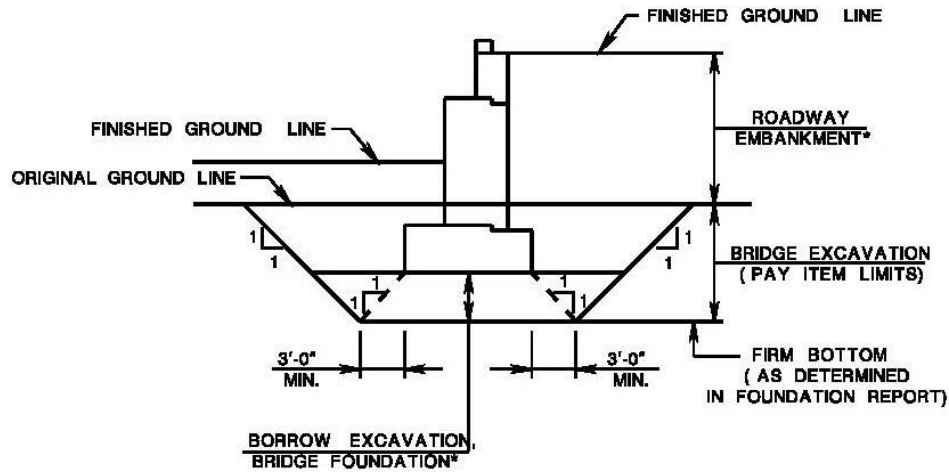 FINISHED GROUND LINE
ROADWAY
EMBANKMENT*
FINISHED GROUND LINE
ORIGINAL GROUND LINE
1
1
1
1
BRIDGE EXCAVATION
( PAY ITEM LIMITS)
1
1
1
1
3'-0"
MIN.
3'-0"
MIN.
FIRM BOTTOM
( AS DETERMINED
IN FOUNDATION REPORT)
BORROW EXCAVATION,
BRIDGE FOUNDATION*